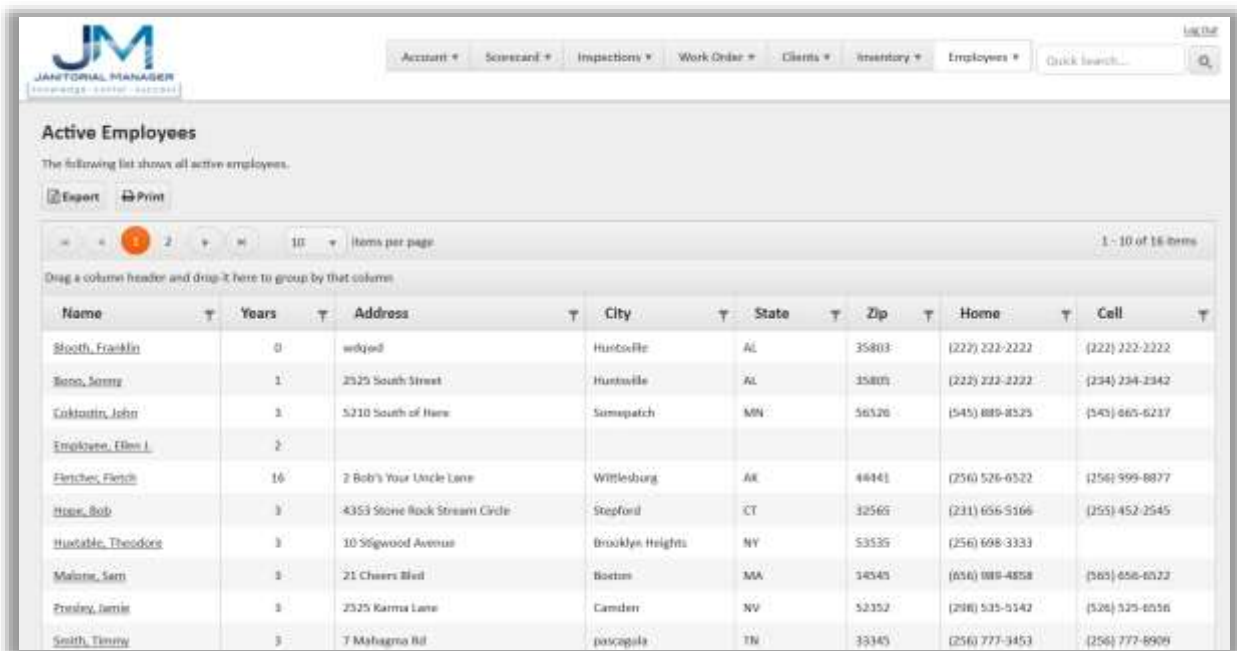 Log Out
JM
JANITORIAL MANAGER
knowledge · control · success
Account Scorecard Inspections Work Order Clients Inventory Employees Quick Search...
Active Employees
The following list shows all active employees.
Export Print
1 2 10 items per page 1 - 10 of 16 items
Drag a column header and drop it here to group by that column
Name Years Address City State Zip Home Cell
Blooth, Franklin 0 wdqwd Huntsville AL 35803 (222) 222-2222 (222) 222-2222
Bono, Sonny 1 2525 South Street Huntsville AL 35805 (222) 222-2222 (234) 234-2342
Coktostin, John 3 5210 South of Here Somepatch MN 56526 (545) 889-8525 (545) 665-6237
Employee, Ellen J. 2
Fletcher, Fletch 16 2 Bob's Your Uncle Lane Wittlesburg AK 44441 (256) 526-6522 (256) 999-8877
Hope, Bob 3 4353 Stone Rock Stream Circle Stepford CT 32565 (231) 656-5166 (255) 452-2545
Huxtable, Theodore 3 10 Stigwood Avenue Brooklyn Heights NY 53535 (256) 698-3333
Malone, Sam 3 21 Cheers Blvd Boston MA 54545 (656) 989-4858 (565) 656-6522
Presley, Jamie 3 2525 Karma Lane Camden NV 52352 (298) 535-5142 (526) 525-6556
Smith, Timmy 3 7 Mahagma Rd pascagula TN 33345 (256) 777-3453 (256) 777-8909